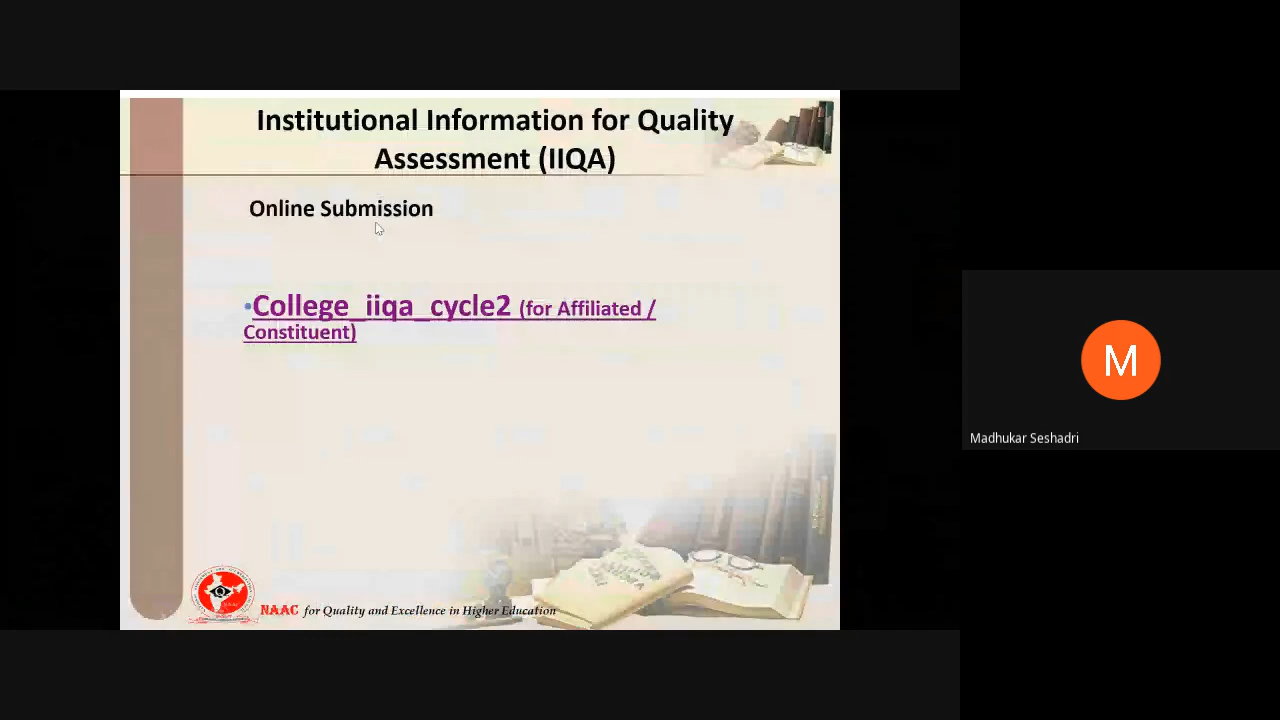 Institutional Information for Quality
Assessment (IIQA)
Online Submission
•College_iiqa_cycle2 (for Affiliated /
Constituent)
NAAC for Quality and Excellence in Higher Education
M
Madhukar Seshadri